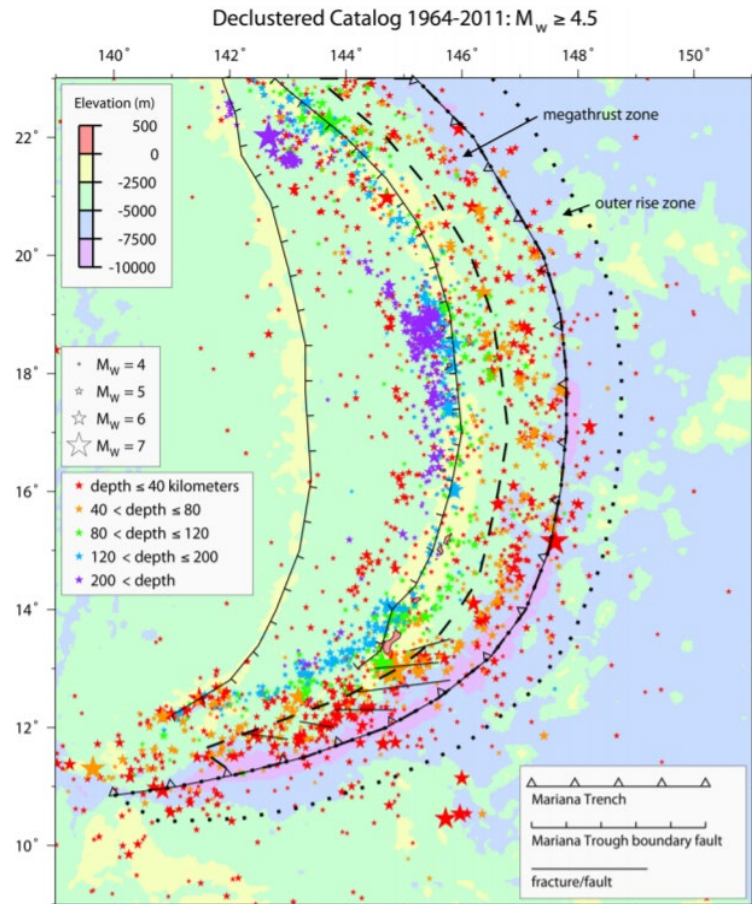 Declustered Catalog 1964-2011: Mw ≥ 4.5
140° 142° 144° 146° 148° 150°
22°
20°
18°
16°
14°
12°
10°
Elevation (m)
500
0
-2500
-5000
-7500
-10000
megathrust zone
outer rise zone
Mw = 4
Mw = 5
Mw = 6
Mw = 7
depth ≤ 40 kilometers
40 < depth ≤ 80
80 < depth ≤ 120
120 < depth ≤ 200
200 < depth
Mariana Trench
Mariana Trough boundary fault
fracture/fault